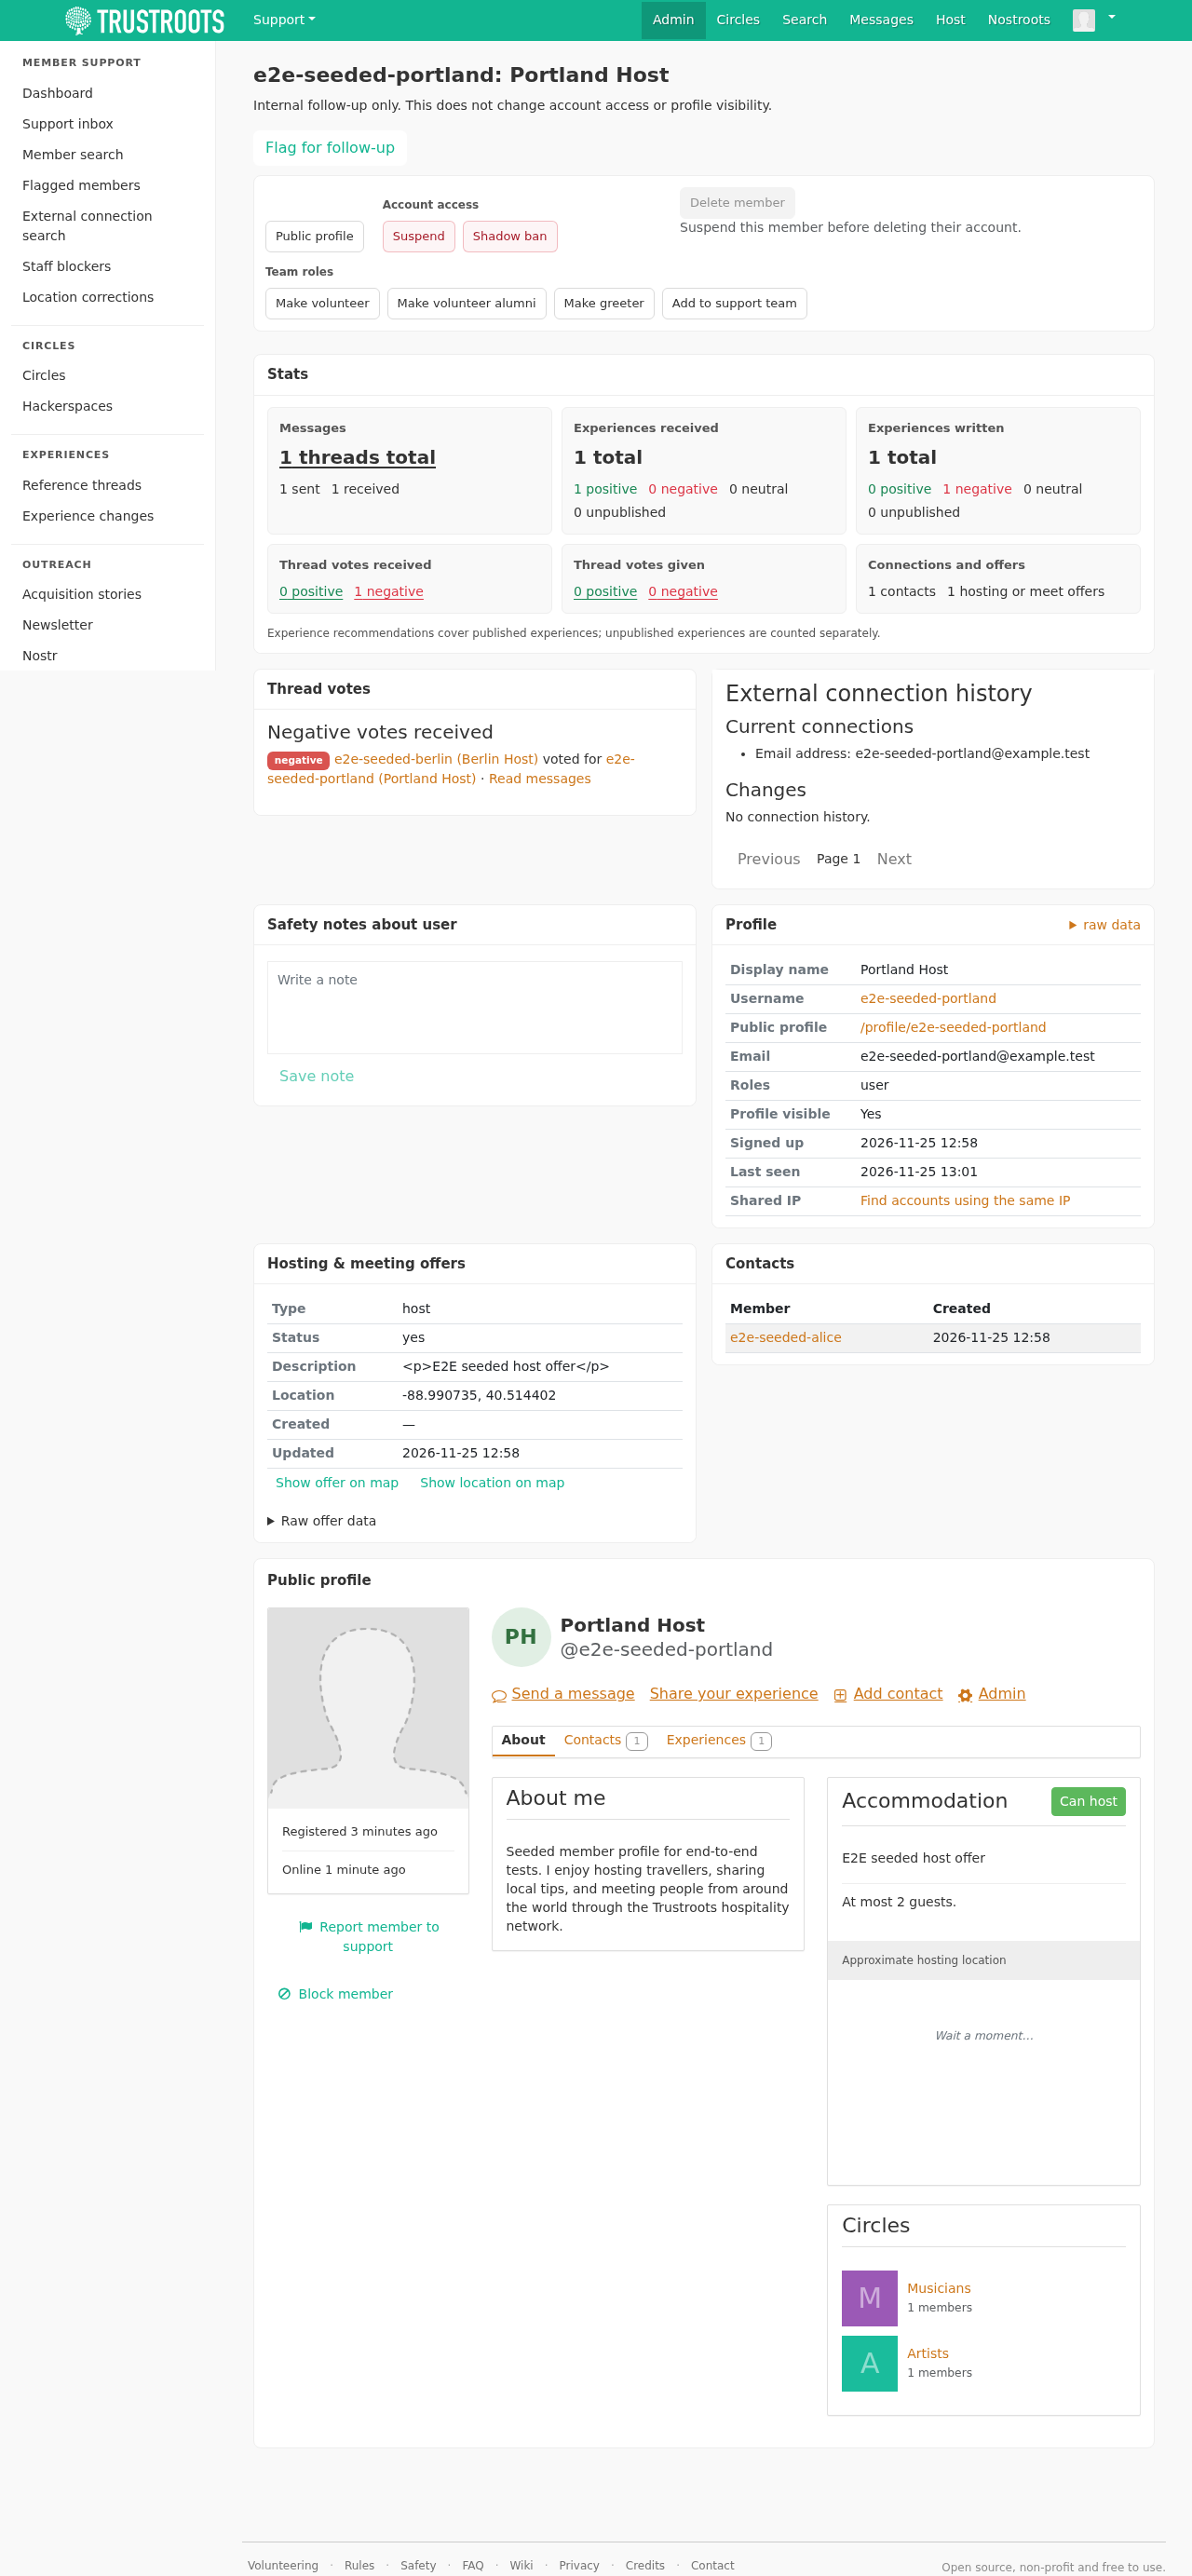 TRUSTROOTS
Support
Admin
Circles
Search
Messages
Host
Nostroots
MEMBER SUPPORT
Dashboard
Support inbox
Member search
Flagged members
External connection
search
Staff blockers
Location corrections
CIRCLES
Circles
Hackerspaces
EXPERIENCES
Reference threads
Experience changes
OUTREACH
Acquisition stories
Newsletter
Nostr
e2e-seeded-portland: Portland Host
Internal follow-up only. This does not change account access or profile visibility.
Flag for follow-up
Public profile
Account access
Suspend
Shadow ban
Delete member
Suspend this member before deleting their account.
Team roles
Make volunteer
Make volunteer alumni
Make greeter
Add to support team
Stats
Messages
1 threads total
1 sent 1 received
Experiences received
1 total
1 positive 0 negative 0 neutral
0 unpublished
Experiences written
1 total
0 positive 1 negative 0 neutral
0 unpublished
Thread votes received
0 positive 1 negative
Thread votes given
0 positive 0 negative
Connections and offers
1 contacts 1 hosting or meet offers
Experience recommendations cover published experiences; unpublished experiences are counted separately.
Thread votes
Negative votes received
negative e2e-seeded-berlin (Berlin Host) voted for e2e-
seeded-portland (Portland Host) · Read messages
External connection history
Current connections
• Email address: e2e-seeded-portland@example.test
Changes
No connection history.
Previous Page 1 Next
Safety notes about user
Write a note
Save note
Profile
▶ raw data
Display name Portland Host
Username e2e-seeded-portland
Public profile /profile/e2e-seeded-portland
Email e2e-seeded-portland@example.test
Roles user
Profile visible Yes
Signed up 2026-11-25 12:58
Last seen 2026-11-25 13:01
Shared IP Find accounts using the same IP
Hosting & meeting offers
Type host
Status yes
Description <p>E2E seeded host offer</p>
Location -88.990735, 40.514402
Created —
Updated 2026-11-25 12:58
Show offer on map Show location on map
▶ Raw offer data
Contacts
Member Created
e2e-seeded-alice 2026-11-25 12:58
Public profile
Registered 3 minutes ago
Online 1 minute ago
Report member to
support
Block member
PH
Portland Host
@e2e-seeded-portland
Send a message Share your experience Add contact Admin
About Contacts 1 Experiences 1
About me
Seeded member profile for end-to-end
tests. I enjoy hosting travellers, sharing
local tips, and meeting people from around
the world through the Trustroots hospitality
network.
Accommodation
Can host
E2E seeded host offer
At most 2 guests.
Approximate hosting location
Wait a moment…
Circles
M
Musicians
1 members
A
Artists
1 members
Volunteering · Rules · Safety · FAQ · Wiki · Privacy · Credits · Contact
Open source, non-profit and free to use.